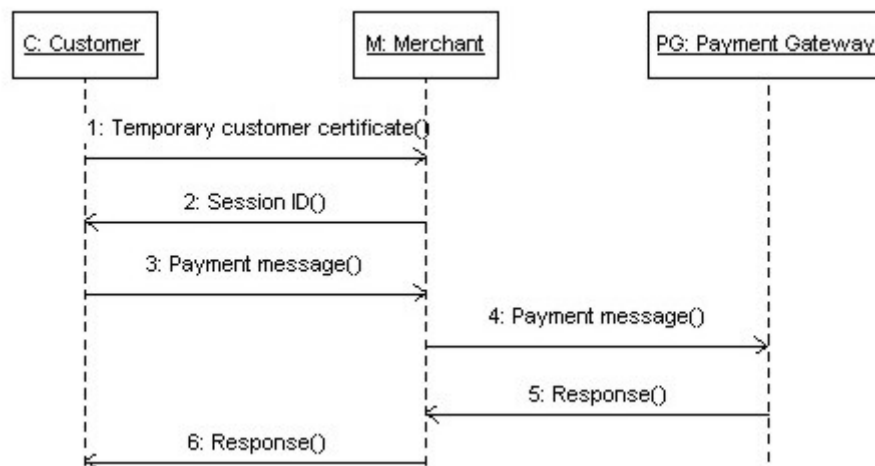 C: Customer
M: Merchant
PG: Payment Gateway
1: Temporary customer certificate()
2: Session ID()
3: Payment message()
4: Payment message()
5: Response()
6: Response()